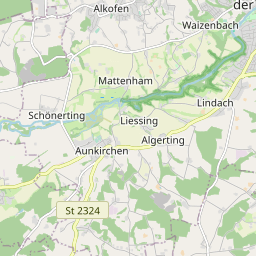 Alkofen
der
Waizenbach
Mattenham
Lindach
Schönerting
Liessing
Algerting
Aunkirchen
St 2324